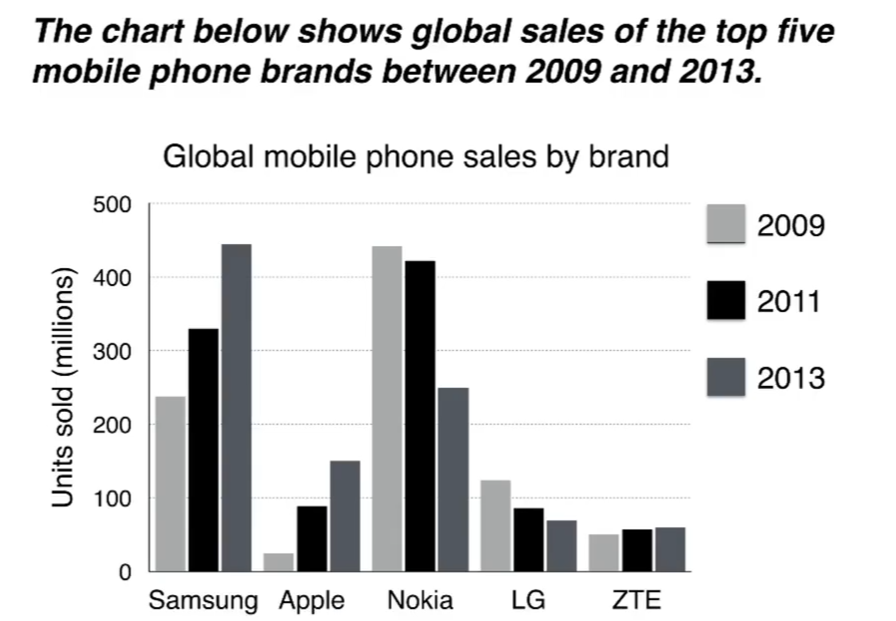 The chart below shows global sales of the top five
mobile phone brands between 2009 and 2013.
Global mobile phone sales by brand
Units sold (millions)
500
400
300
200
100
0
Samsung Apple Nokia LG ZTE
2009
2011
2013